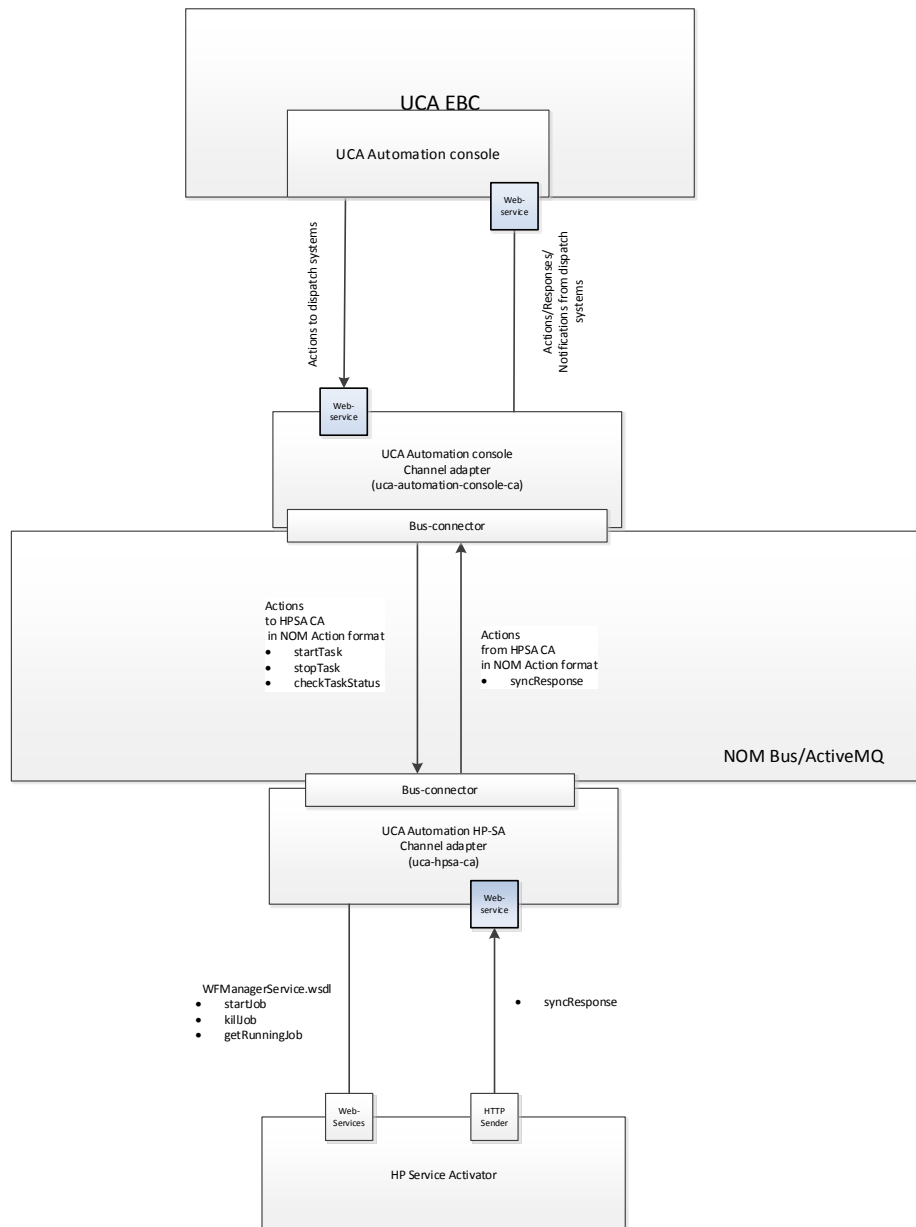 UCA EBC
UCA Automation console
Web-
service
Actions to dispatch systems
Actions/Responses/
Notifications from dispatch
systems
Web-
service
UCA Automation console
Channel adapter
(uca-automation-console-ca)
Bus-connector
Actions
to HPSA CA
in NOM Action format
• startTask
• stopTask
• checkTaskStatus
Actions
from HPSA CA
in NOM Action format
• syncResponse
NOM Bus/ActiveMQ
Bus-connector
UCA Automation HP-SA
Channel adapter
(uca-hpsa-ca)
Web-
service
WFManagerService.wsdl
• startJob
• killJob
• getRunningJob
• syncResponse
Web-
Services
HTTP
Sender
HP Service Activator